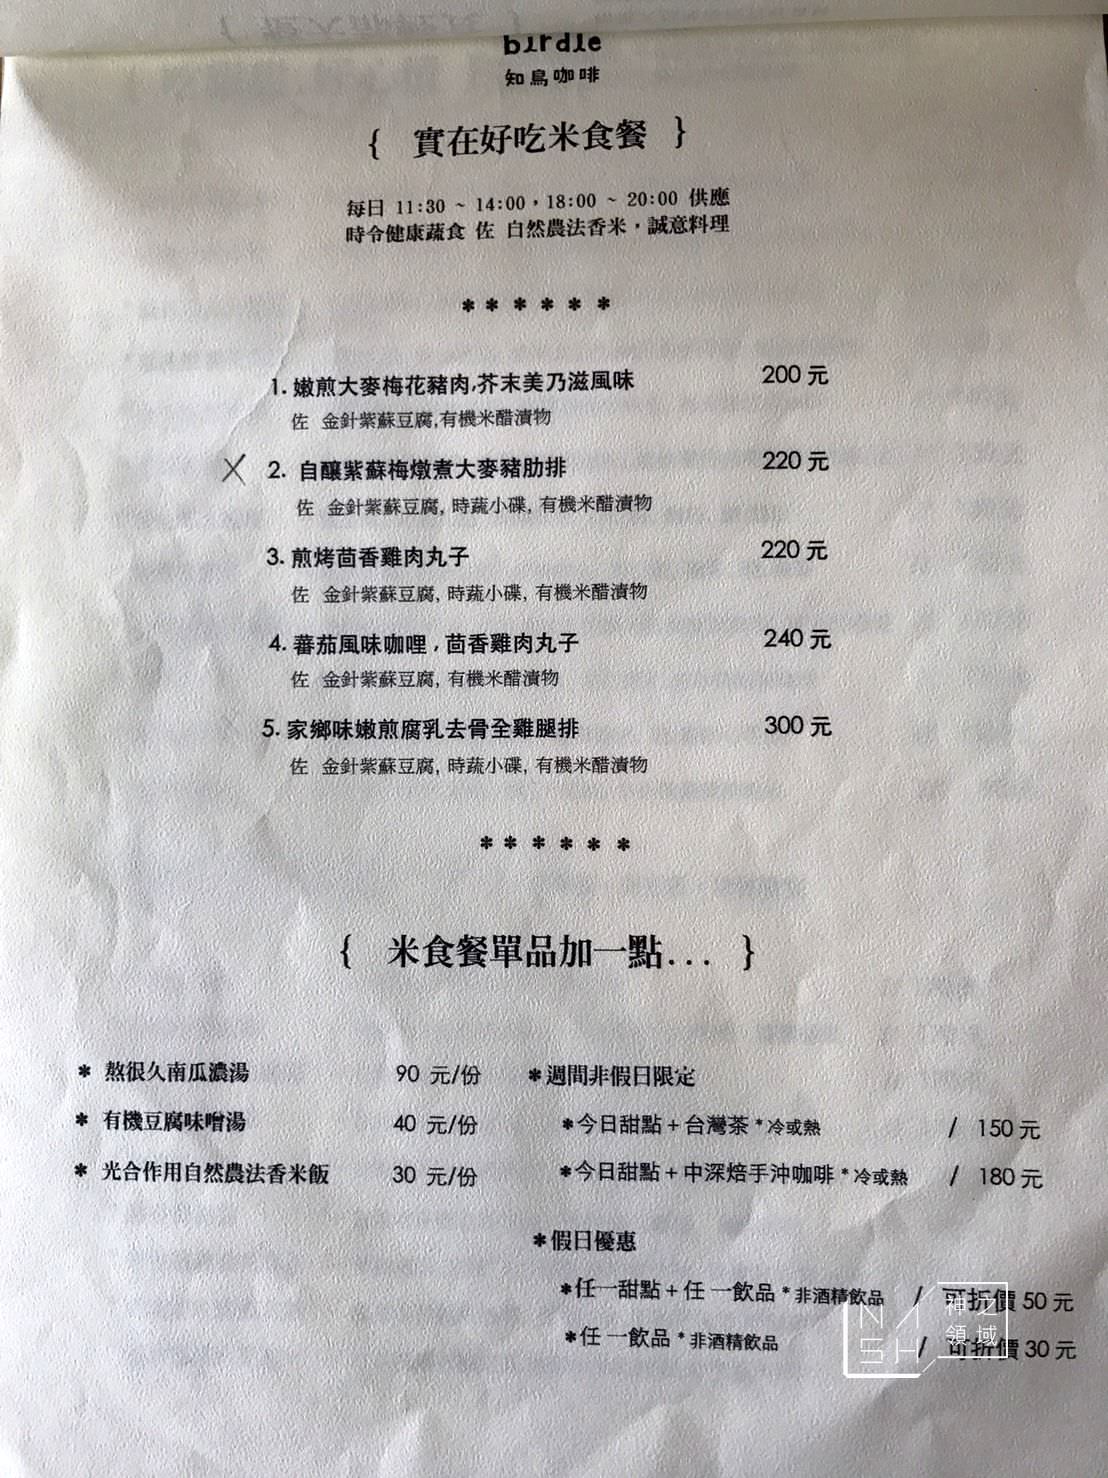 birdie
知鳥咖啡
{ 實在好吃米食餐 }
每日 11:30 ~ 14:00，18:00 ~ 20:00 供應
時令健康蔬食 佐 自然農法香米，誠意料理
* * * * * *
1. 嫩煎大麥梅花豬肉,芥末美乃滋風味 200 元
佐 金針紫蘇豆腐,有機米醋漬物
X 2. 自釀紫蘇梅燉煮大麥豬肋排 220 元
佐 金針紫蘇豆腐, 時蔬小碟, 有機米醋漬物
3. 煎烤茴香雞肉丸子 220 元
佐 金針紫蘇豆腐, 時蔬小碟, 有機米醋漬物
4. 蕃茄風味咖哩 , 茴香雞肉丸子 240 元
佐 金針紫蘇豆腐, 有機米醋漬物
5. 家鄉味嫩煎腐乳去骨全雞腿排 300 元
佐 金針紫蘇豆腐, 時蔬小碟, 有機米醋漬物
* * * * * *
{ 米食餐單品加一點... }
* 熬很久南瓜濃湯 90 元/份
* 有機豆腐味噌湯 40 元/份
* 光合作用自然農法香米飯 30 元/份
*週間非假日限定
*今日甜點 + 台灣茶 * 冷或熱 / 150 元
*今日甜點 + 中深焙手沖咖啡 * 冷或熱 / 180 元
*假日優惠
*任一甜點 + 任一飲品 * 非酒精飲品 / 可折價 50 元
*任一飲品 * 非酒精飲品 / 可折價 30 元
NASH 神之領域